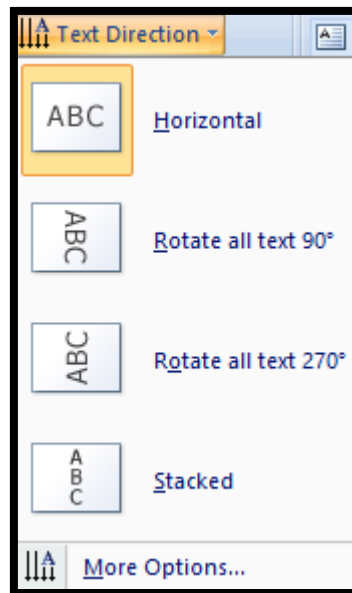 Text Direction
ABC
Horizontal
ABC
Rotate all text 90°
ABC
Rotate all text 270°
A
B
C
Stacked
More Options...